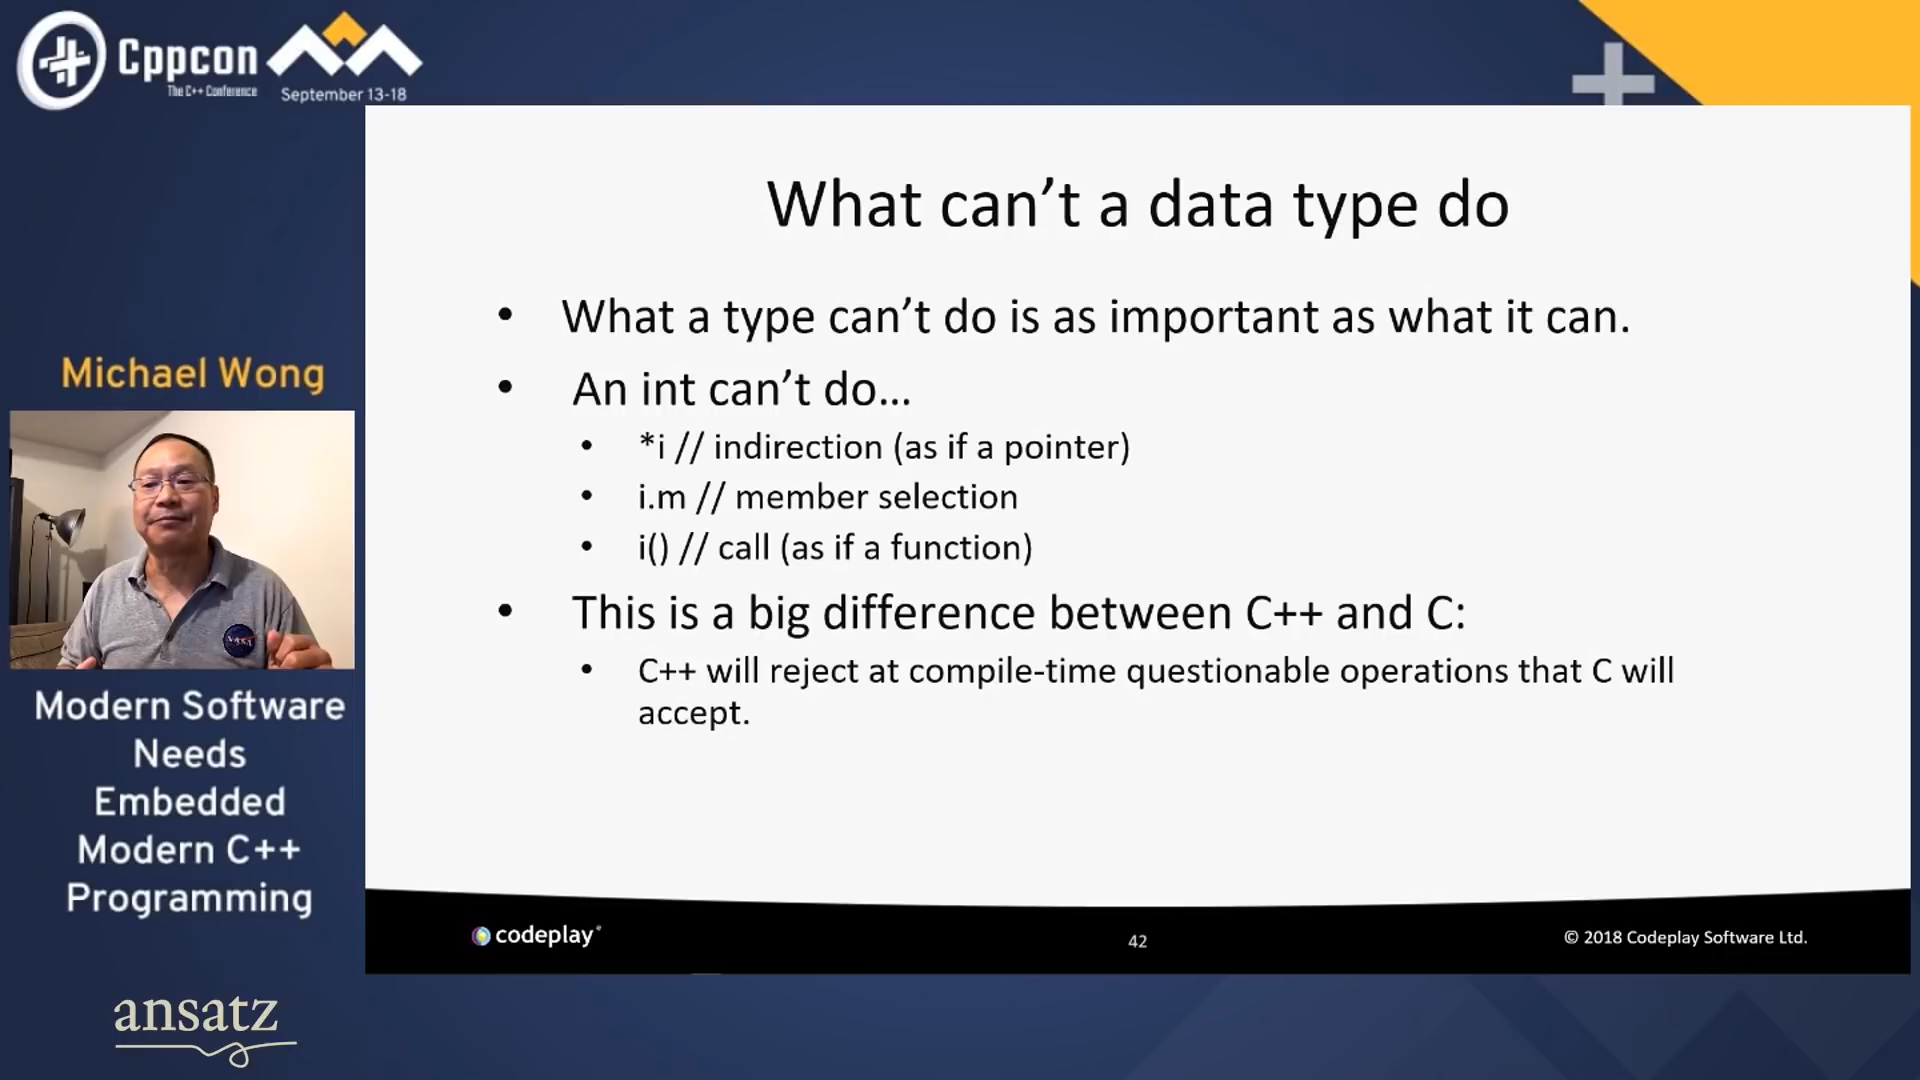 Cppcon
The C++ Conference
September 13-18
What can't a data type do
• What a type can't do is as important as what it can.
• An int can't do…
• *i // indirection (as if a pointer)
• i.m // member selection
• i() // call (as if a function)
• This is a big difference between C++ and C:
• C++ will reject at compile-time questionable operations that C will
accept.
Michael Wong
NASA
Modern Software
Needs
Embedded
Modern C++
Programming
codeplay
42
© 2018 Codeplay Software Ltd.
ansatz